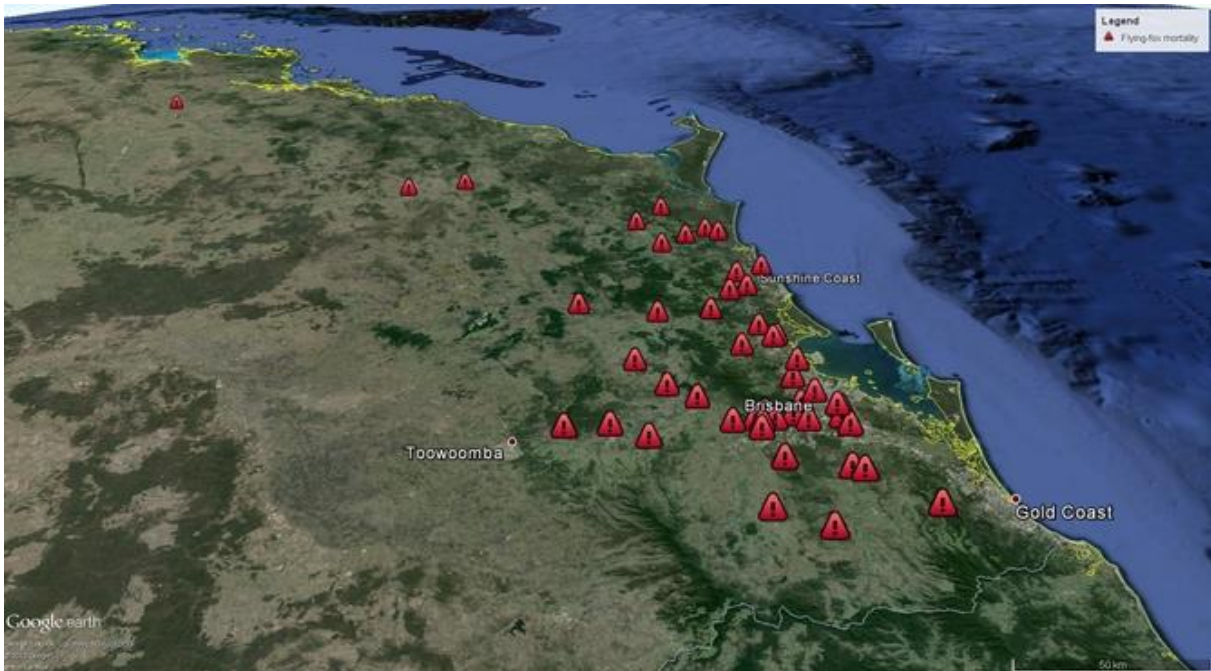 Legend
Flying-fox mortality
Sunshine Coast
Brisbane
Toowoomba
Gold Coast
Google earth
50 km